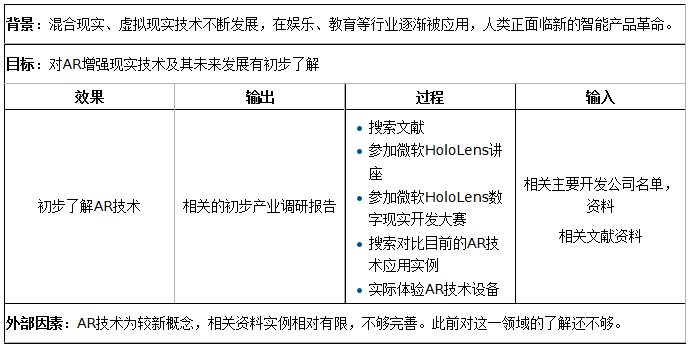 背景：混合现实、虚拟现实技术不断发展，在娱乐、教育等行业逐渐被应用，人类正面临新的智能产品革命。
目标：对AR增强现实技术及其未来发展有初步了解
效果 输出 过程 输入
初步了解AR技术
相关的初步产业调研报告
搜索文献
参加微软HoloLens讲
座
参加微软HoloLens数
字现实开发大赛
搜索对比目前的AR技
术应用实例
实际体验AR技术设备
相关主要开发公司名单，
资料
相关文献资料
外部因素：AR技术为较新概念，相关资料实例相对有限，不够完善。此前对这一领域的了解还不够。